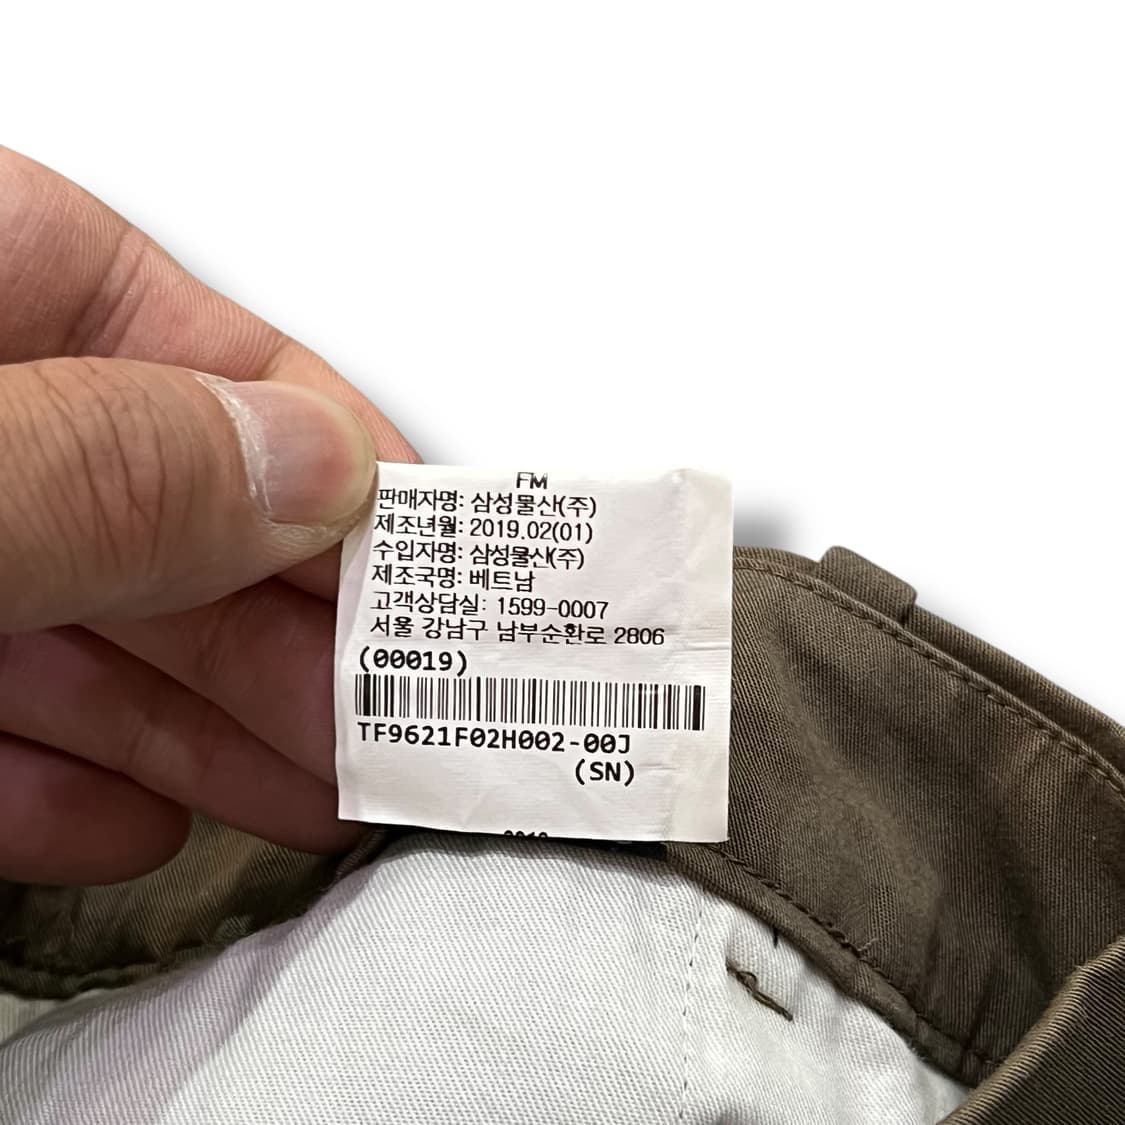 FM
판매자명: 삼성물산(주)
제조년월: 2019.02(01)
수입자명: 삼성물산(주)
제조국명: 베트남
고객상담실: 1599-0007
서울 강남구 남부순환로 2806
(00019)
TF9621F02H002-00J
(SN)